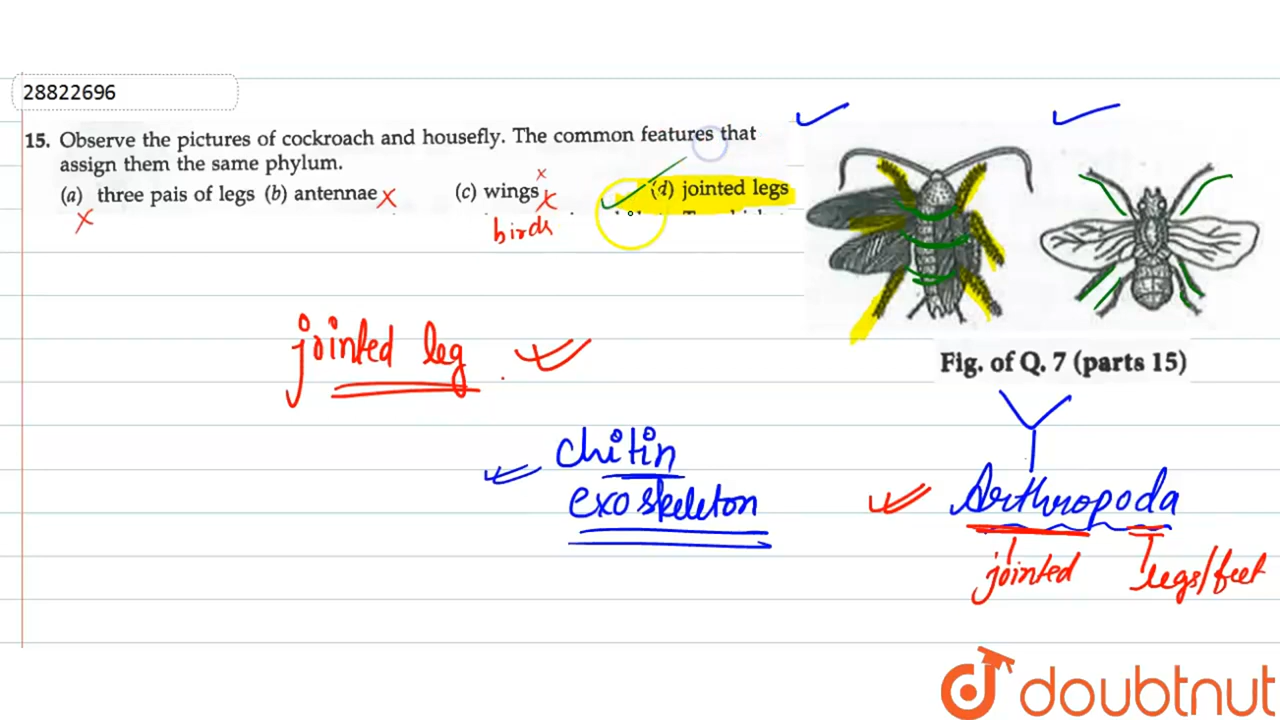 28822696
15. Observe the pictures of cockroach and housefly. The common features that
assign them the same phylum.
(a) three pais of legs (b) antennae x (c) wings x (d) jointed legs
x
x
birds
jointed leg
Fig. of Q. 7 (parts 15)
chitin
exoskeleton
Arthropoda
jointed
legs/feet
doubtnut